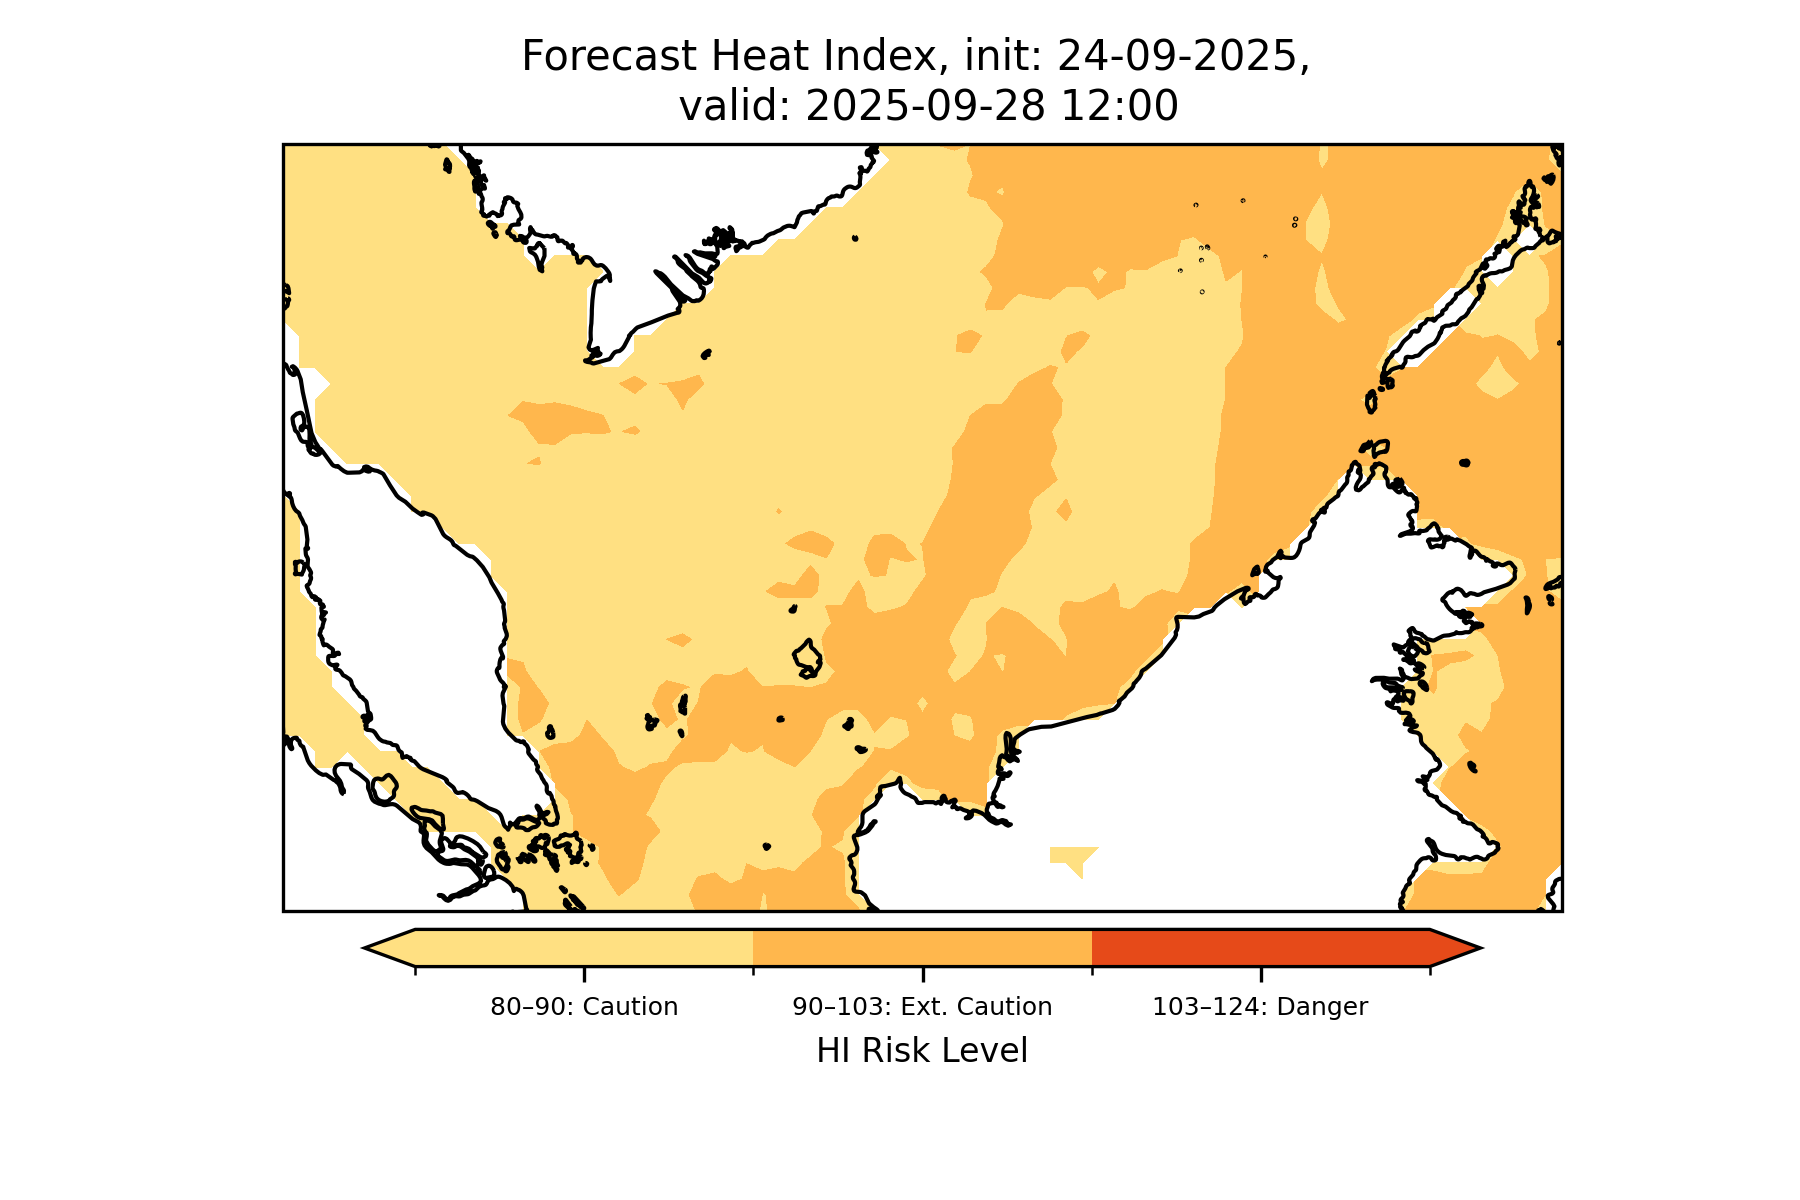 Forecast Heat Index, init: 24-09-2025,
valid: 2025-09-28 12:00
80–90: Caution
90–103: Ext. Caution
103–124: Danger
HI Risk Level